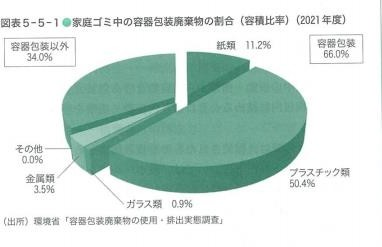 図表5-5-1 ●家庭ゴミ中の容器包装廃棄物の割合（容積比率）（2021年度）
容器包装以外
34.0%
紙類 11.2%
容器包装
66.0%
その他
0.0%
金属類
3.5%
ガラス類 0.9%
プラスチック類
50.4%
（出所）環境省「容器包装廃棄物の使用・排出実態調査」